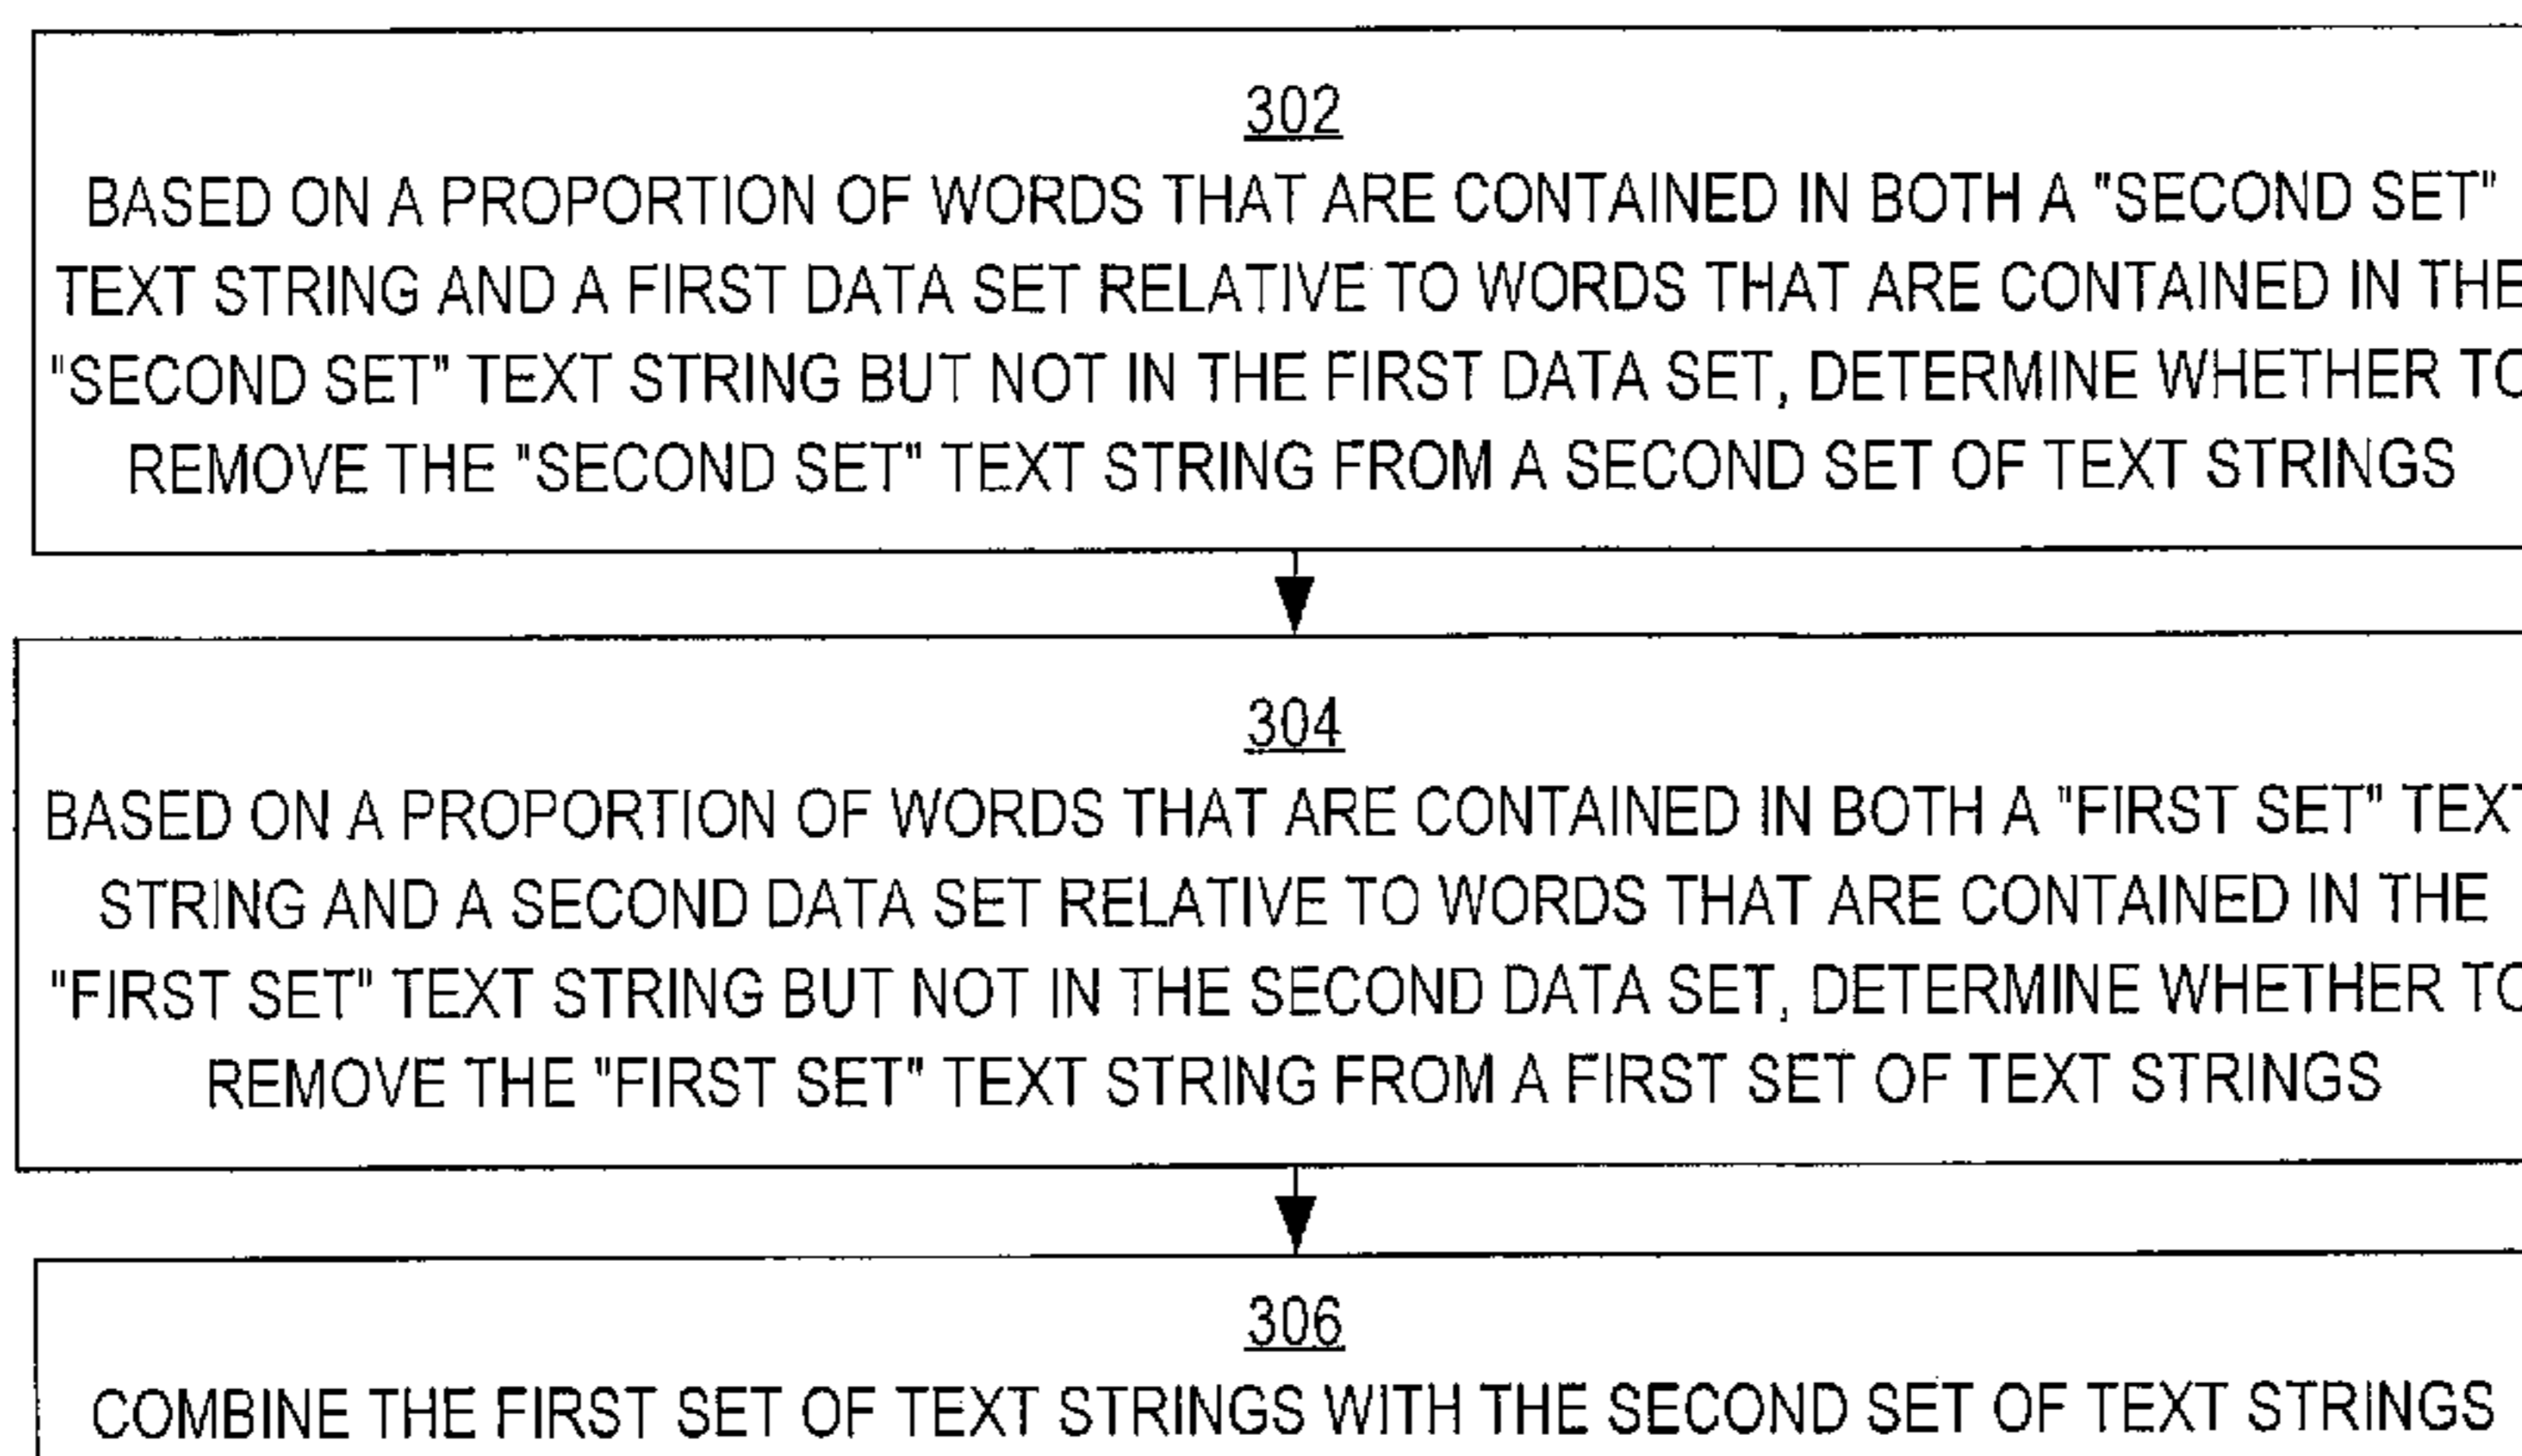 302
BASED ON A PROPORTION OF WORDS THAT ARE CONTAINED IN BOTH A "SECOND SET"
TEXT STRING AND A FIRST DATA SET RELATIVE TO WORDS THAT ARE CONTAINED IN THE
"SECOND SET" TEXT STRING BUT NOT IN THE FIRST DATA SET, DETERMINE WHETHER TO
REMOVE THE "SECOND SET" TEXT STRING FROM A SECOND SET OF TEXT STRINGS
304
BASED ON A PROPORTION OF WORDS THAT ARE CONTAINED IN BOTH A "FIRST SET" TEXT
STRING AND A SECOND DATA SET RELATIVE TO WORDS THAT ARE CONTAINED IN THE
"FIRST SET" TEXT STRING BUT NOT IN THE SECOND DATA SET, DETERMINE WHETHER TO
REMOVE THE "FIRST SET" TEXT STRING FROM A FIRST SET OF TEXT STRINGS
306
COMBINE THE FIRST SET OF TEXT STRINGS WITH THE SECOND SET OF TEXT STRINGS